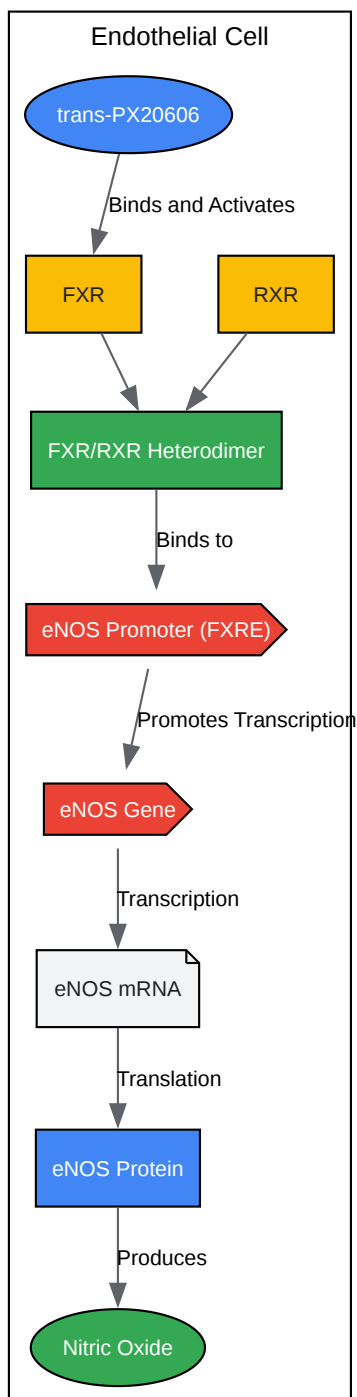 Endothelial Cell
trans-PX20606
Binds and Activates
FXR
RXR
FXR/RXR Heterodimer
Binds to
eNOS Promoter (FXRE)
Promotes Transcription
eNOS Gene
Transcription
eNOS mRNA
Translation
eNOS Protein
Produces
Nitric Oxide